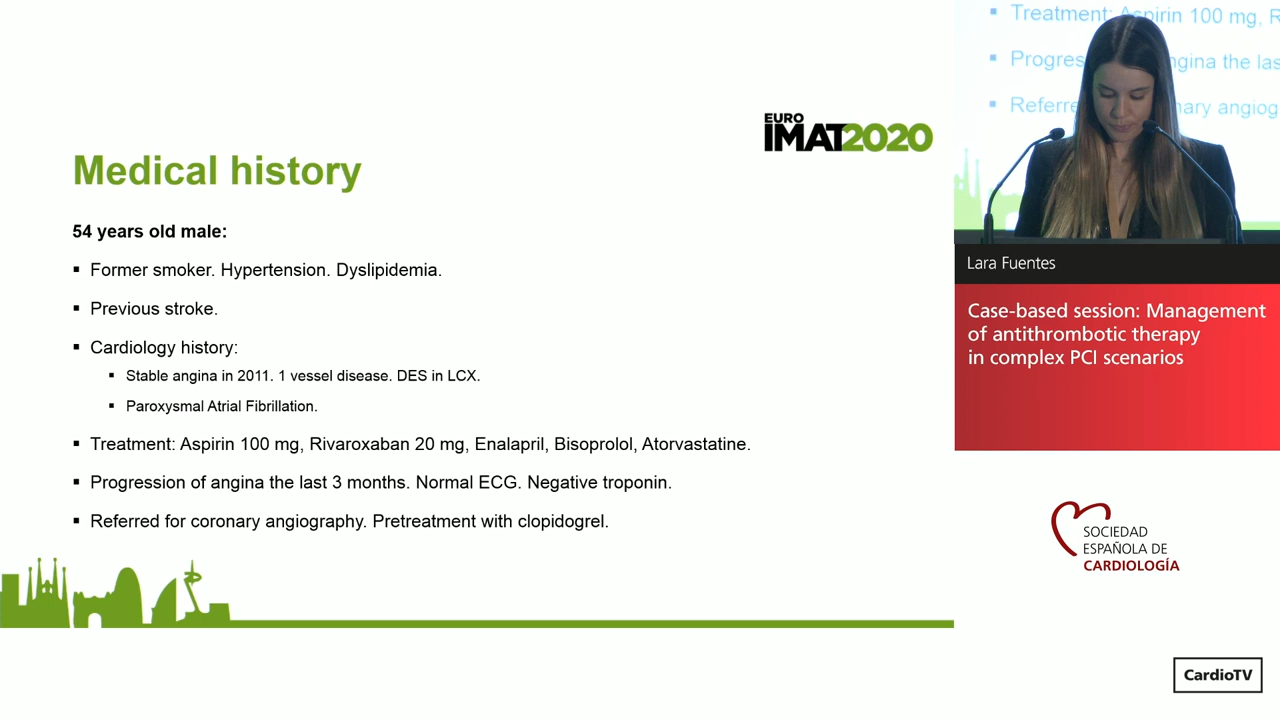 EURO
IMAT2020
Medical history
54 years old male:
▪ Former smoker. Hypertension. Dyslipidemia.
▪ Previous stroke.
▪ Cardiology history:
▪ Stable angina in 2011. 1 vessel disease. DES in LCX.
▪ Paroxysmal Atrial Fibrillation.
▪ Treatment: Aspirin 100 mg, Rivaroxaban 20 mg, Enalapril, Bisoprolol, Atorvastatine.
▪ Progression of angina the last 3 months. Normal ECG. Negative troponin.
▪ Referred for coronary angiography. Pretreatment with clopidogrel.
▪ Treatment: Aspirin 100 mg, R
▪ Progres ngina the las
▪ Referre nary angiog
Lara Fuentes
Case-based session: Management
of antithrombotic therapy
in complex PCI scenarios
SOCIEDAD
ESPAÑOLA DE
CARDIOLOGÍA
CardioTV